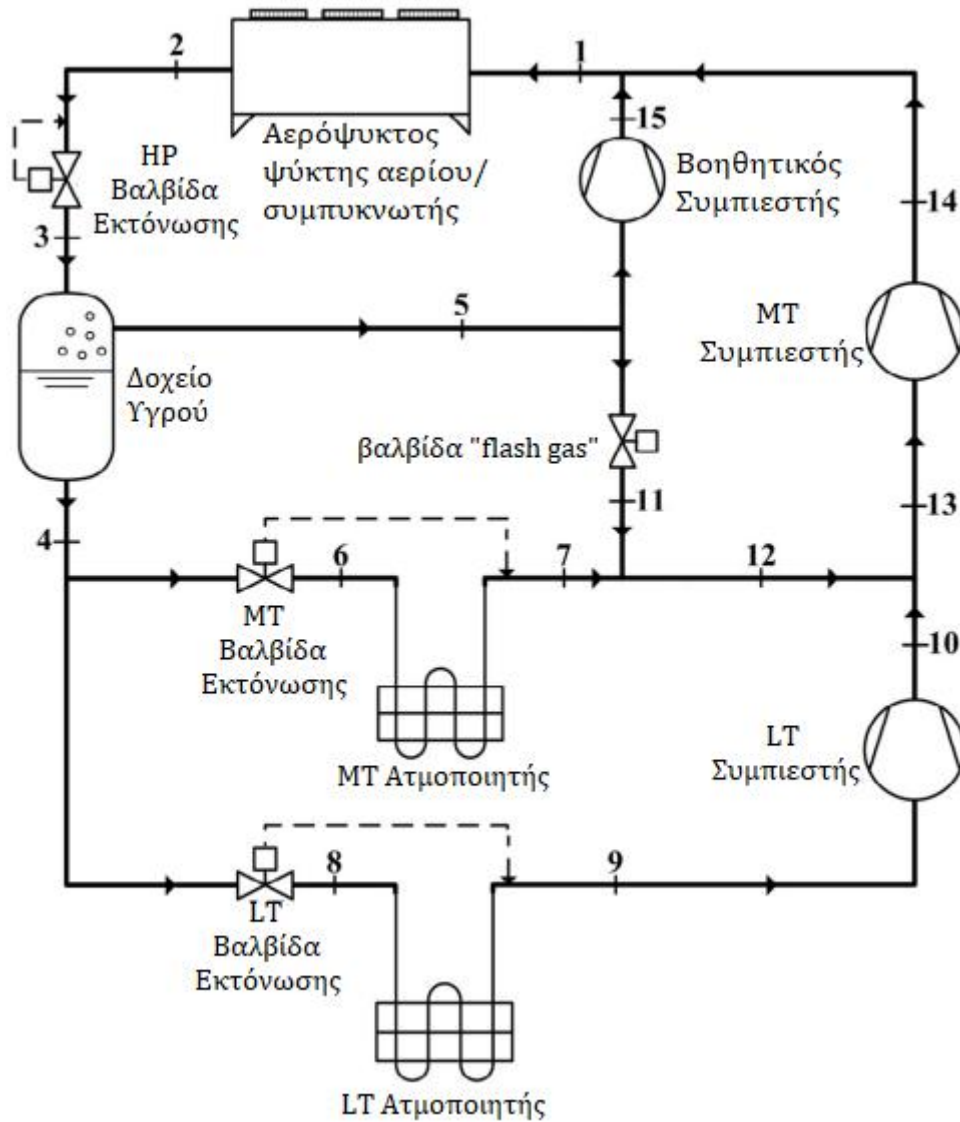 2
1
Αερόψυκτος
ψύκτης αερίου/
συμπυκνωτής
HP
Βαλβίδα
Εκτόνωσης
15
Βοηθητικός
Συμπιεστής
14
3
5
MT
Συμπιεστής
Δοχείο
Υγρού
βαλβίδα "flash gas"
11
13
4
6
7
12
MT
Βαλβίδα
Εκτόνωσης
10
MT Ατμοποιητής
LT
Συμπιεστής
8
9
LT
Βαλβίδα
Εκτόνωσης
LT Ατμοποιητής